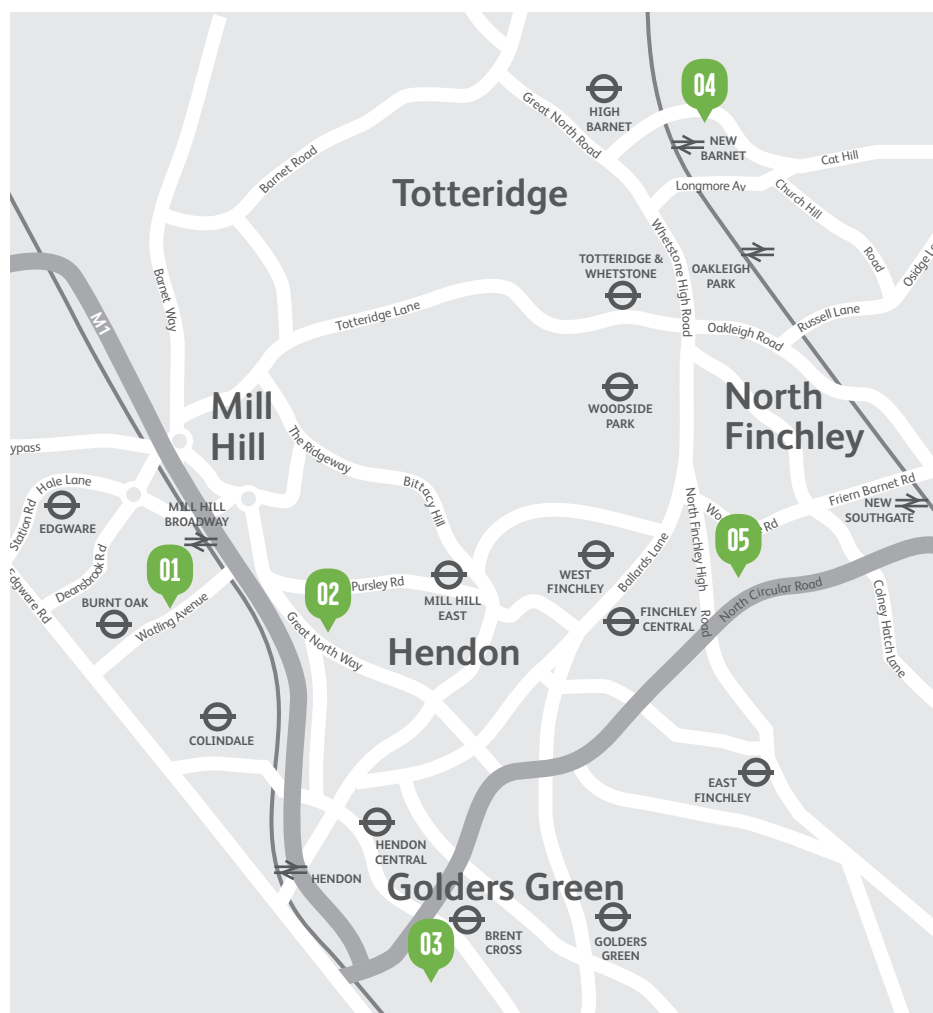 04
HIGH
BARNET
Great North Road
NEW
BARNET
Cat Hill
Barnet Road
Totteridge
Longmore Av
Church Hill
Road
Whetstone High Road
TOTTERIDGE &
WHETSTONE
OAKLEIGH
PARK
Osidge L
Barnet Way
M1
Totteridge Lane
Russell Lane
Oakleigh Road
WOODSIDE
PARK
North
Finchley
Mill
Hill
ypass
The Ridgeway
Hale Lane
Station Rd
EDGWARE
Bittacy Hill
MILL HILL
BROADWAY
Friern Barnet Rd
NEW
SOUTHGATE
North Finchley High Road
Wo
e Rd
05
01
02
Deansbrook Rd
Edgware Rd
BURNT OAK
Watling Avenue
Pursley Rd
MILL HILL
EAST
WEST
FINCHLEY
Ballards Lane
FINCHLEY
CENTRAL
North Circular Road
Colney Hatch Lane
Great North Way
Hendon
COLINDALE
EAST
FINCHLEY
HENDON
CENTRAL
HENDON
Golders Green
03
BRENT
CROSS
GOLDERS
GREEN